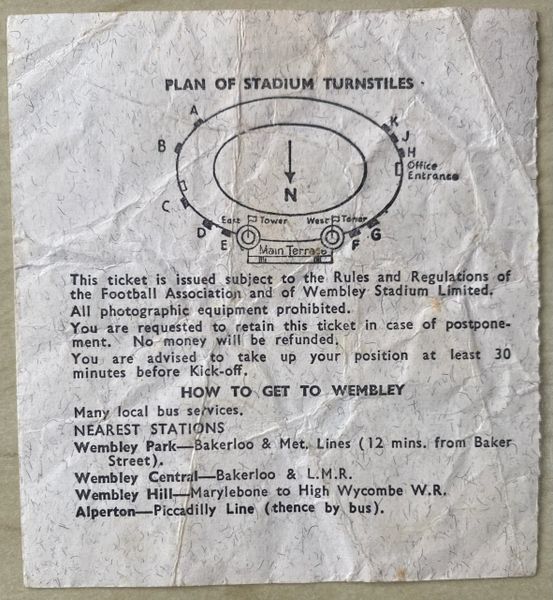 PLAN OF STADIUM TURNSTILES
A
K
J
B
H
Office
Entrance
N
C
East Tower
West Tower
D
E
F
G
Main Terrace
This ticket is issued subject to the Rules and Regulations of
the Football Association and of Wembley Stadium Limited.
All photographic equipment prohibited.
You are requested to retain this ticket in case of postpone-
ment. No money will be refunded.
You are advised to take up your position at least 30
minutes before Kick-off.
HOW TO GET TO WEMBLEY
Many local bus services.
NEAREST STATIONS
Wembley Park—Bakerloo & Met. Lines (12 mins. from Baker
Street).
Wembley Central—Bakerloo & L.M.R.
Wembley Hill—Marylebone to High Wycombe W.R.
Alperton—Piccadilly Line (thence by bus).